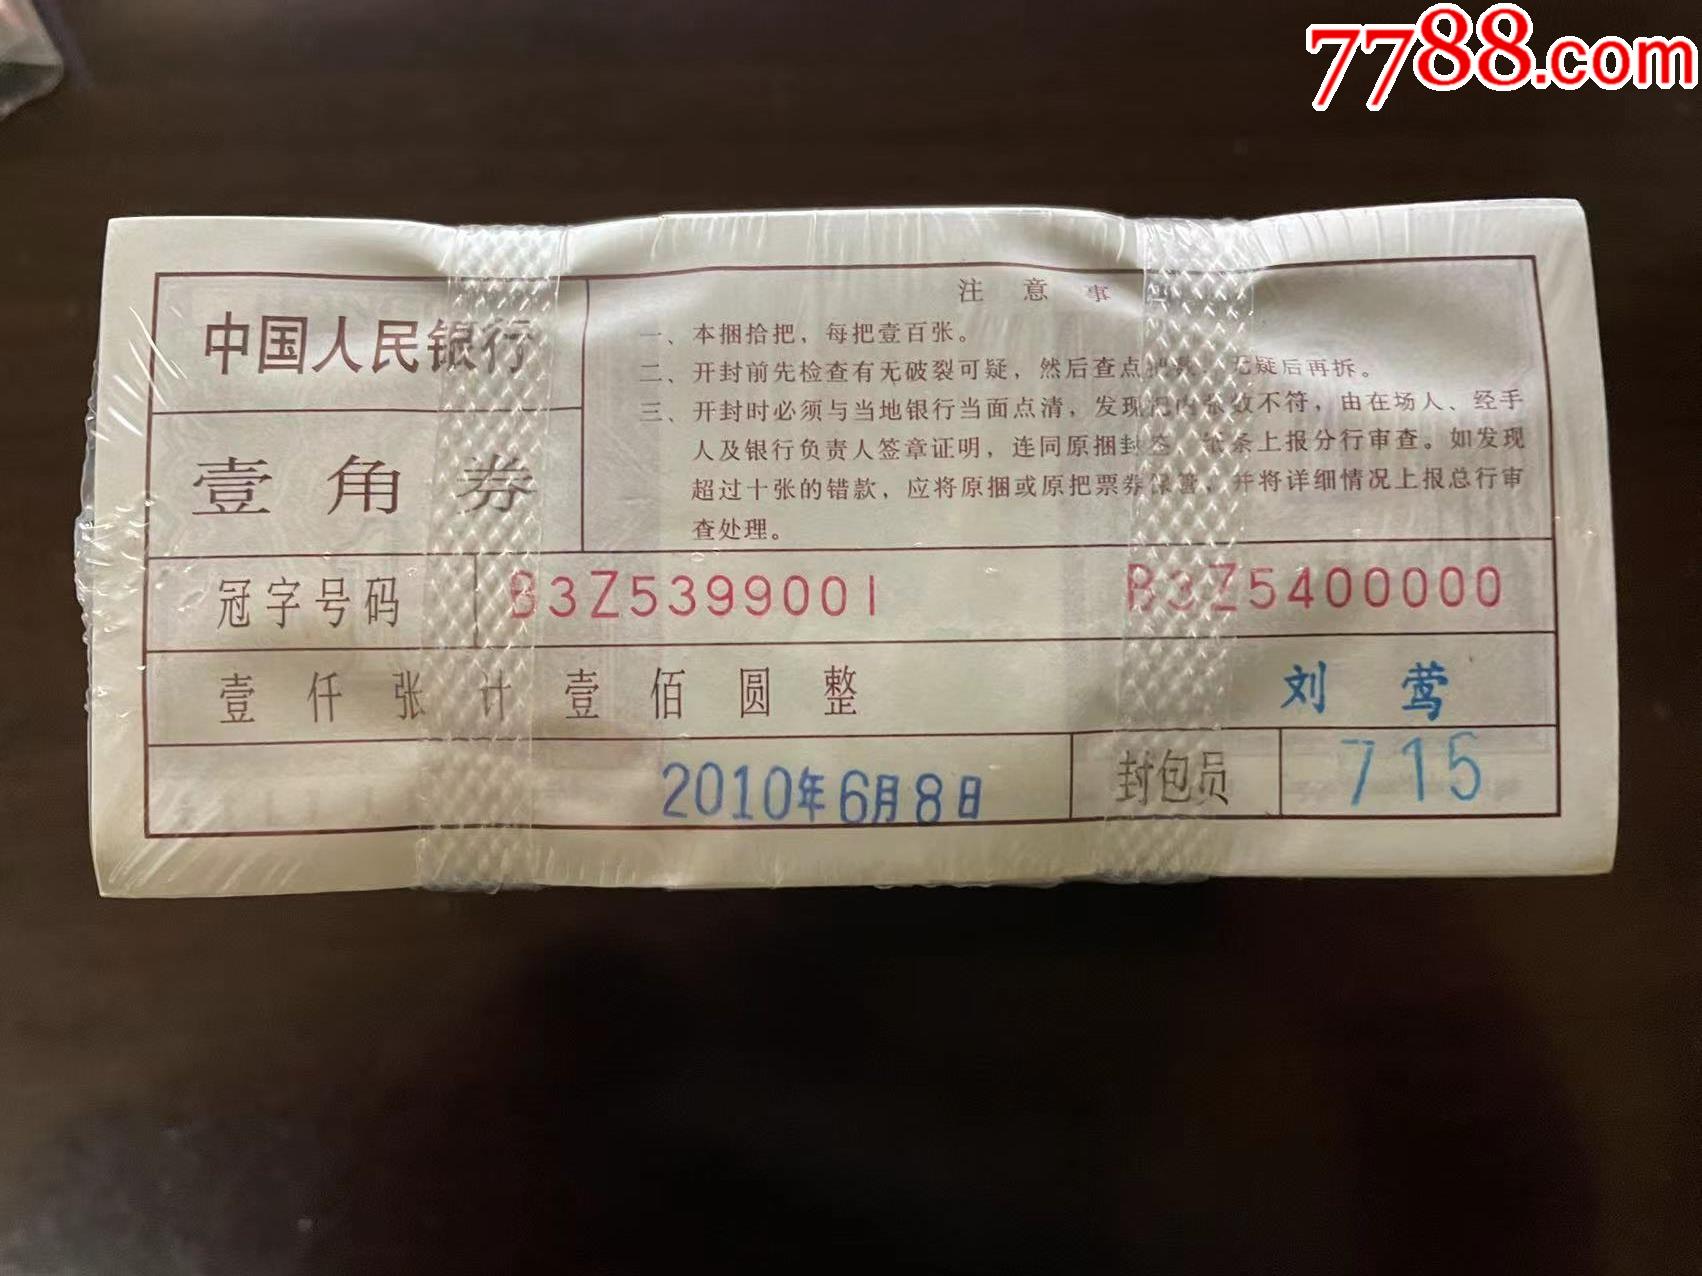 7788.com
中国人民银行
壹角券
注意事
一、本捆拾把，每把壹百张。
二、开封前先检查有无破裂可疑，然后查点把数，无疑后再拆。
三、开封时必须与当地银行当面点清，发现把内张数不符，由在场人、经手
人及银行负责人签章证明，连同原捆封签、纸条上报分行审查。如发现
超过十张的错款，应将原捆或原把票券保管，并将详细情况上报总行审
查处理。
冠字号码 B3Z5399001 B3Z5400000
壹仟张计壹佰圆整 刘莺
2010年6月8日 封包员 715